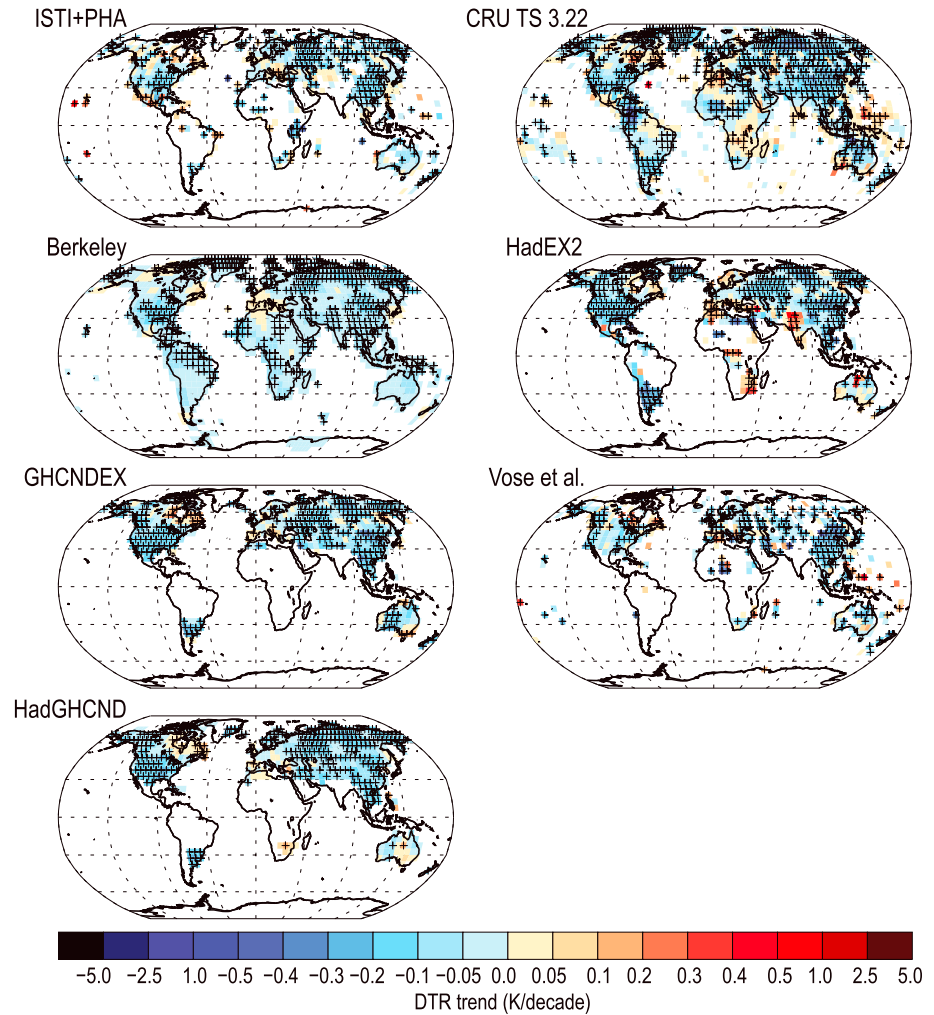 ISTI+PHA
CRU TS 3.22
Berkeley
HadEX2
GHCNDEX
Vose et al.
HadGHCND
−5.0 −2.5 1.0 −0.5 −0.4 −0.3 −0.2 −0.1 −0.05 0.0 0.05 0.1 0.2 0.3 0.4 0.5 1.0 2.5 5.0
DTR trend (K/decade)